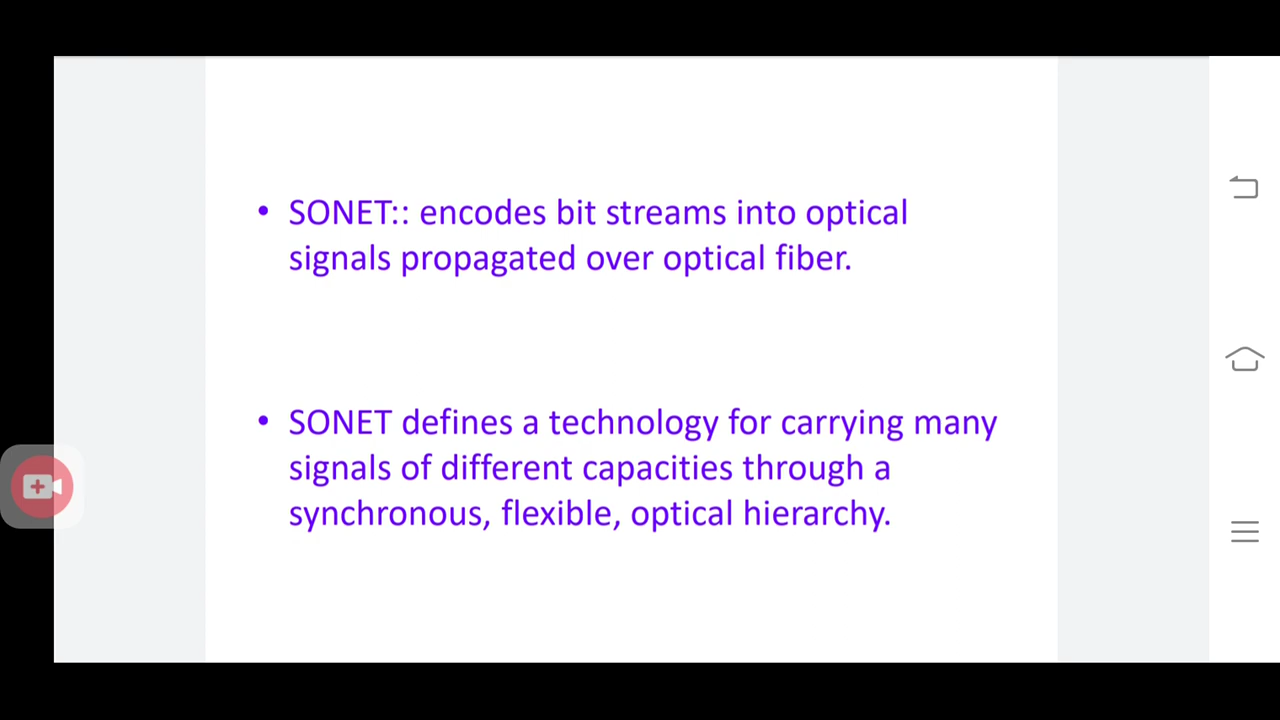 • SONET:: encodes bit streams into optical
signals propagated over optical fiber.
• SONET defines a technology for carrying many
signals of different capacities through a
synchronous, flexible, optical hierarchy.